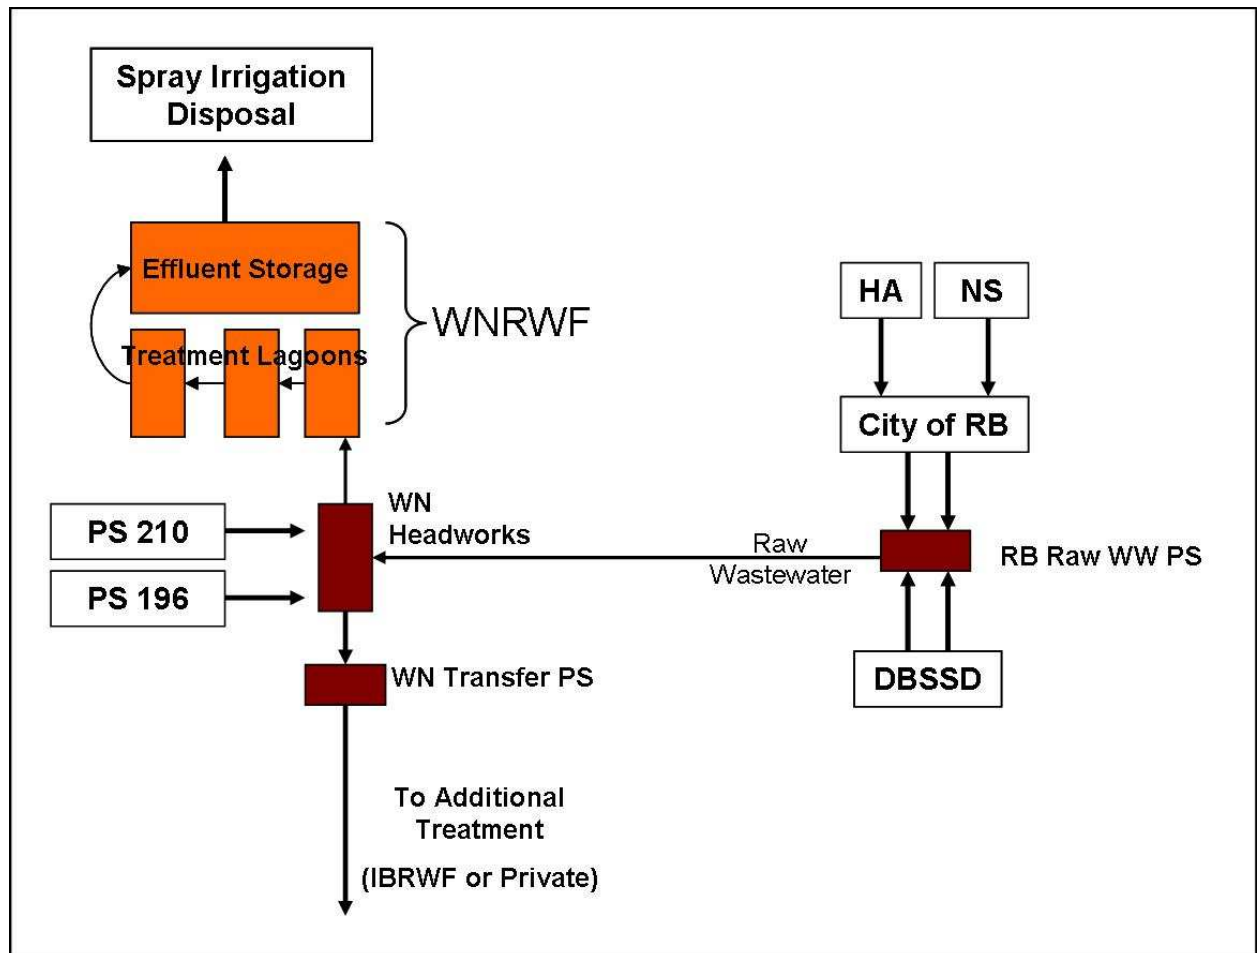 Spray Irrigation
Disposal
Effluent Storage
Treatment Lagoons
WNRWF
HA
NS
City of RB
PS 210
PS 196
WN
Headworks
Raw
Wastewater
RB Raw WW PS
WN Transfer PS
DBSSD
To Additional
Treatment
(IBRWF or Private)